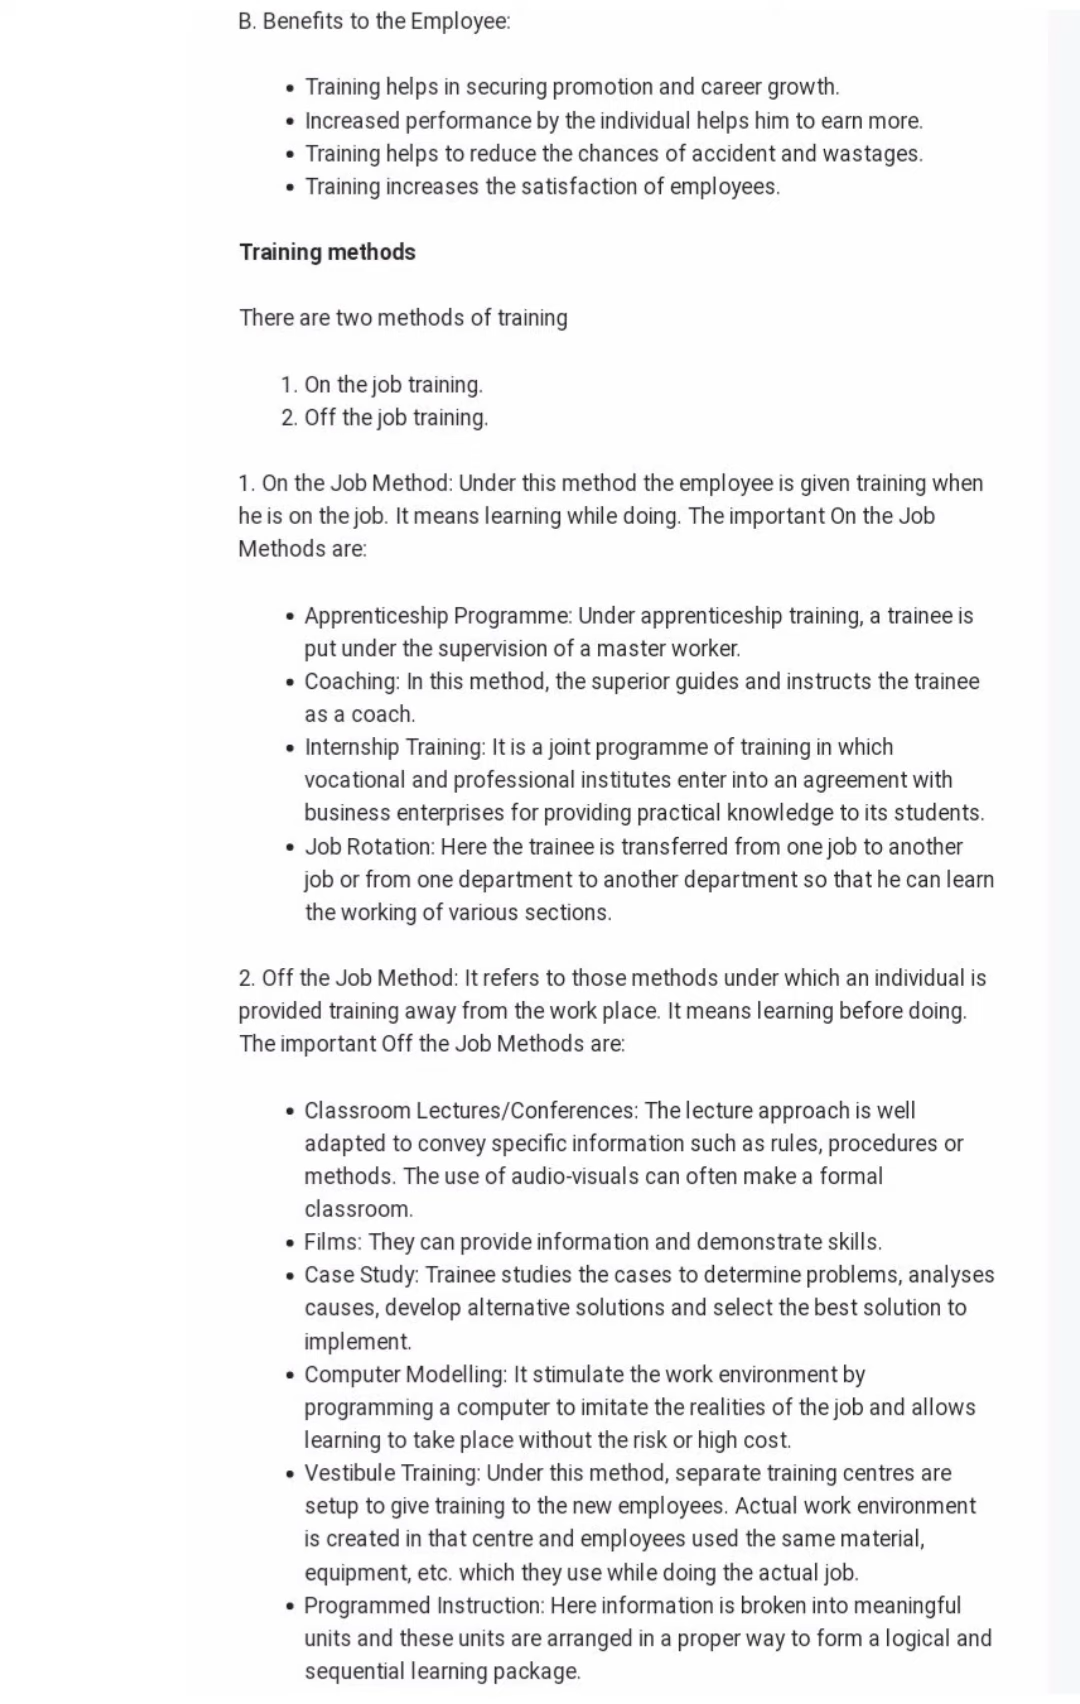 B. Benefits to the Employee:
• Training helps in securing promotion and career growth.
• Increased performance by the individual helps him to earn more.
• Training helps to reduce the chances of accident and wastages.
• Training increases the satisfaction of employees.
Training methods
There are two methods of training
1. On the job training.
2. Off the job training.
1. On the Job Method: Under this method the employee is given training when
he is on the job. It means learning while doing. The important On the Job
Methods are:
• Apprenticeship Programme: Under apprenticeship training, a trainee is
put under the supervision of a master worker.
• Coaching: In this method, the superior guides and instructs the trainee
as a coach.
• Internship Training: It is a joint programme of training in which
vocational and professional institutes enter into an agreement with
business enterprises for providing practical knowledge to its students.
• Job Rotation: Here the trainee is transferred from one job to another
job or from one department to another department so that he can learn
the working of various sections.
2. Off the Job Method: It refers to those methods under which an individual is
provided training away from the work place. It means learning before doing.
The important Off the Job Methods are:
• Classroom Lectures/Conferences: The lecture approach is well
adapted to convey specific information such as rules, procedures or
methods. The use of audio-visuals can often make a formal
classroom.
• Films: They can provide information and demonstrate skills.
• Case Study: Trainee studies the cases to determine problems, analyses
causes, develop alternative solutions and select the best solution to
implement.
• Computer Modelling: It stimulate the work environment by
programming a computer to imitate the realities of the job and allows
learning to take place without the risk or high cost.
• Vestibule Training: Under this method, separate training centres are
setup to give training to the new employees. Actual work environment
is created in that centre and employees used the same material,
equipment, etc. which they use while doing the actual job.
• Programmed Instruction: Here information is broken into meaningful
units and these units are arranged in a proper way to form a logical and
sequential learning package.